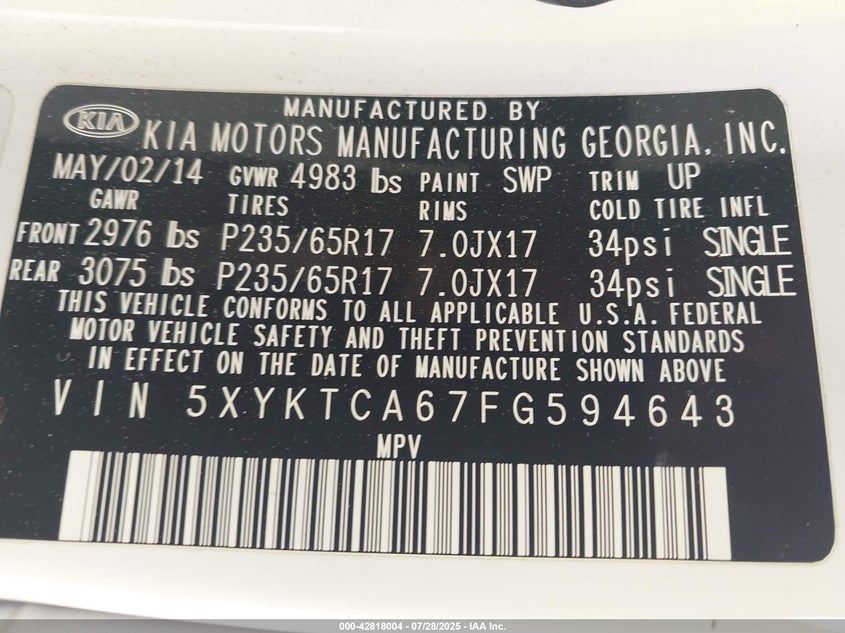 MANUFACTURED BY
KIA KIA MOTORS MANUFACTURING GEORGIA, INC.
MAY/02/14 GVWR 4983 lbs PAINT SWP TRIM UP
GAWR TIRES RIMS COLD TIRE INFL
FRONT 2976 lbs P235/65R17 7.0JX17 34psi SINGLE
REAR 3075 lbs P235/65R17 7.0JX17 34psi SINGLE
THIS VEHICLE CONFORMS TO ALL APPLICABLE U.S.A. FEDERAL
MOTOR VEHICLE SAFETY AND THEFT PREVENTION STANDARDS
IN EFFECT ON THE DATE OF MANUFACTURE SHOWN ABOVE
VIN 5XYKTCA67FG594643
MPV
000-42818004 - 07/28/2025 - IAA Inc.